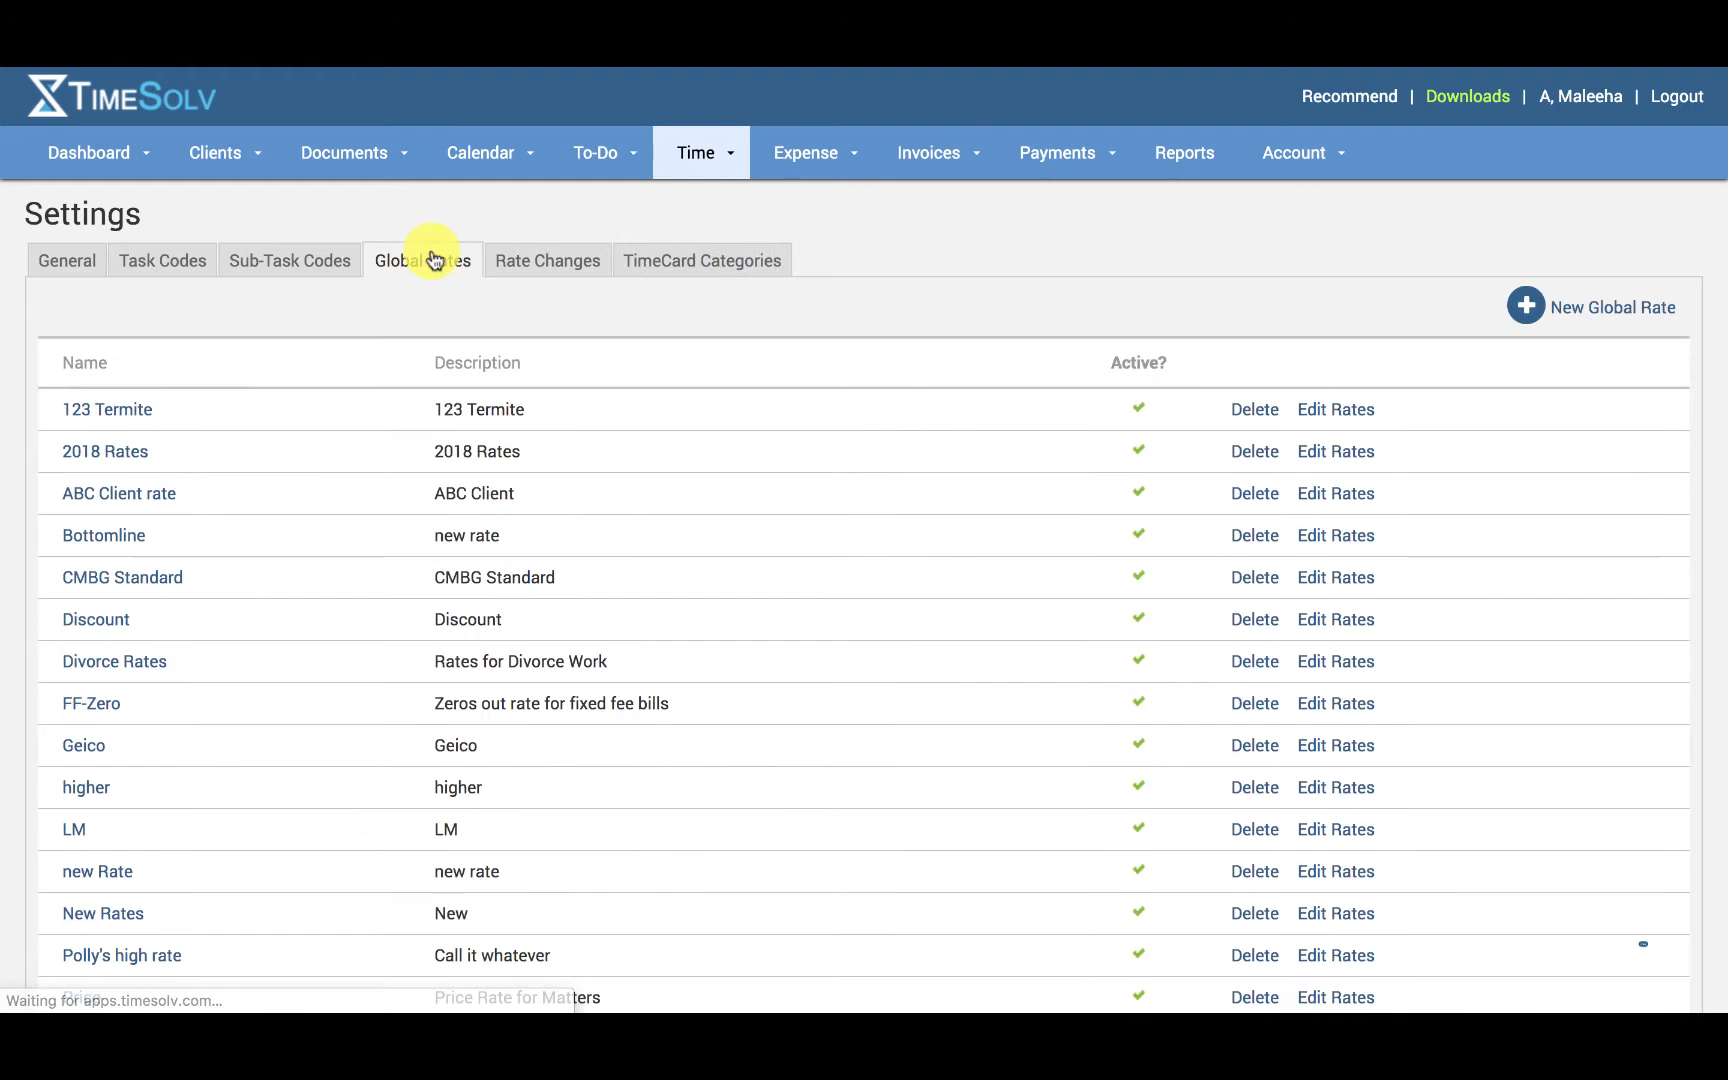 TIMESOLV
Recommend | Downloads | A, Maleeha | Logout
Dashboard Clients Documents Calendar To-Do Time Expense Invoices Payments Reports Account
Settings
General Task Codes Sub-Task Codes Global Rates Rate Changes TimeCard Categories
New Global Rate
Name Description Active?
123 Termite 123 Termite Delete Edit Rates
2018 Rates 2018 Rates Delete Edit Rates
ABC Client rate ABC Client Delete Edit Rates
Bottomline new rate Delete Edit Rates
CMBG Standard CMBG Standard Delete Edit Rates
Discount Discount Delete Edit Rates
Divorce Rates Rates for Divorce Work Delete Edit Rates
FF-Zero Zeros out rate for fixed fee bills Delete Edit Rates
Geico Geico Delete Edit Rates
higher higher Delete Edit Rates
LM LM Delete Edit Rates
new Rate new rate Delete Edit Rates
New Rates New Delete Edit Rates
Polly's high rate Call it whatever Delete Edit Rates
Price Rate for Matters Delete Edit Rates
Waiting for apps.timesolv.com...